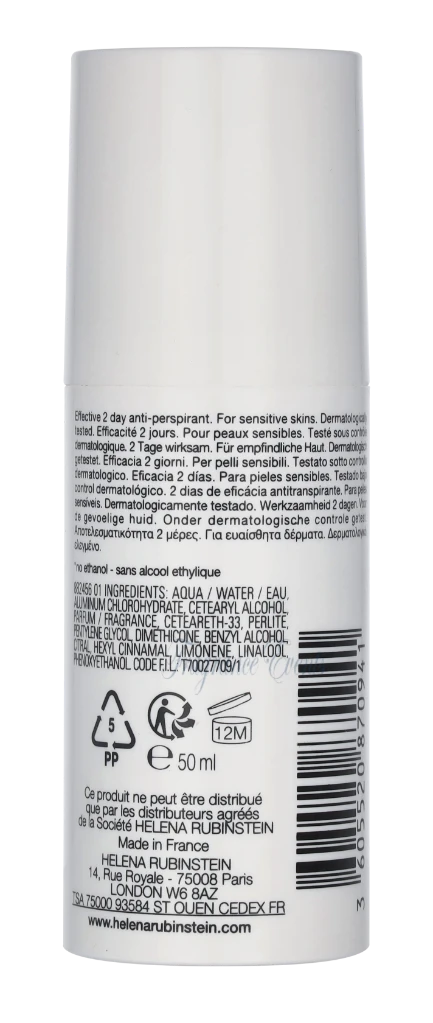 Effective 2 day anti-perspirant. For sensitive skins. Dermatologically
tested. Efficacité 2 jours. Pour peaux sensibles. Testé sous contrôle
dermatologique. 2 Tage wirksam. Für empfindliche Haut. Dermatologisch
getestet. Efficacia 2 giorni. Per pelli sensibili. Testato sotto controllo
dermatologico. Eficacia 2 días. Para pieles sensibles. Testado bajo
control dermatológico. 2 dias de eficácia antitranspirante. Para peles
sensíveis. Dermatologicamente testado. Werkzaamheid 2 dagen. Voor
de gevoelige huid. Onder dermatologische controle getest.
Αποτελεσματικότητα 2 μέρες. Για ευαίσθητα δέρματα. Δερματολογικά
ελεγμένο.
*no ethanol - sans alcool ethylique
882456 01 INGREDIENTS: AQUA / WATER / EAU,
ALUMINUM CHLOROHYDRATE, CETEARYL ALCOHOL,
PARFUM / FRAGRANCE, CETEARETH-33, PERLITE,
PENTYLENE GLYCOL, DIMETHICONE, BENZYL ALCOHOL,
CITRAL, HEXYL CINNAMAL, LIMONENE, LINALOOL,
PHENOXYETHANOL CODE F.I.L. T70027709/1
Fragrance
5
PP
12M
e 50 ml
Ce produit ne peut être distribué
que par les distributeurs agréés
de la Société HELENA RUBINSTEIN
Made in France
HELENA RUBINSTEIN
14, Rue Royale - 75008 Paris
LONDON W6 8AZ
TSA 75000 93584 ST OUEN CEDEX FR
www.helenarubinstein.com
3 605520 870941